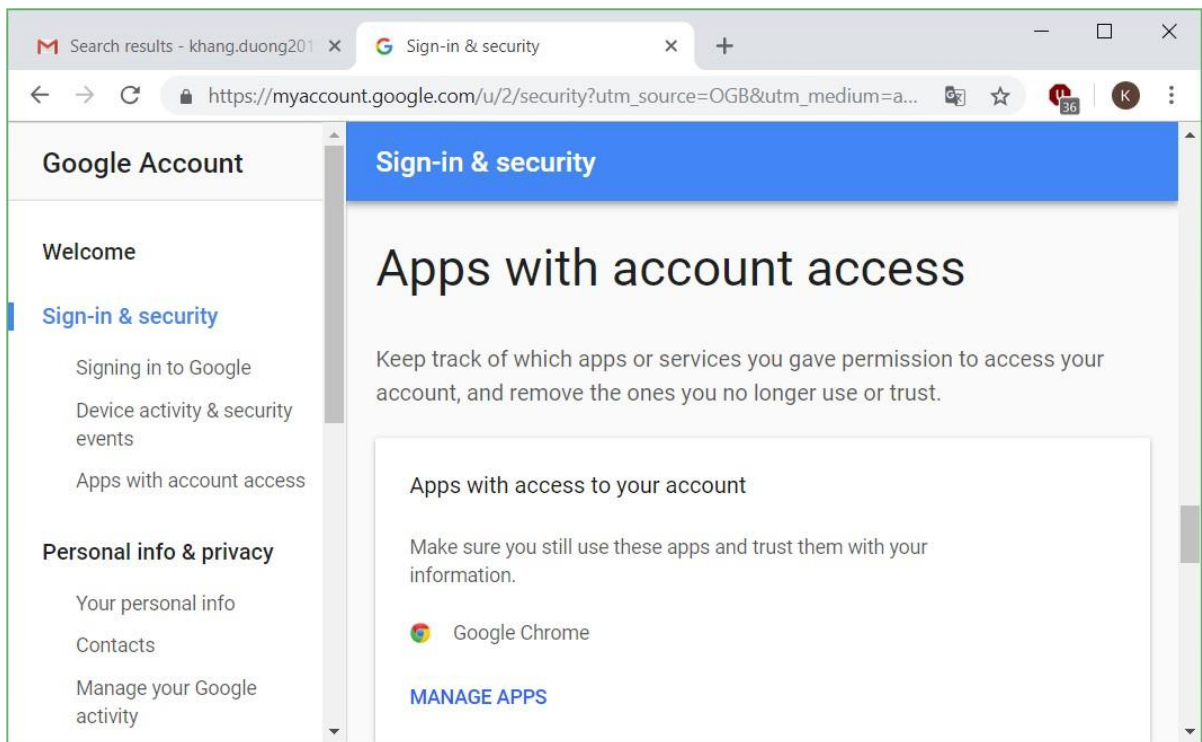 Search results - khang.duong201
Sign-in & security
https://myaccount.google.com/u/2/security?utm_source=OGB&utm_medium=a...
36
K
Google Account
Sign-in & security
Welcome
Sign-in & security
Signing in to Google
Device activity & security
events
Apps with account access
Personal info & privacy
Your personal info
Contacts
Manage your Google
activity
Apps with account access
Keep track of which apps or services you gave permission to access your
account, and remove the ones you no longer use or trust.
Apps with access to your account
Make sure you still use these apps and trust them with your
information.
Google Chrome
MANAGE APPS